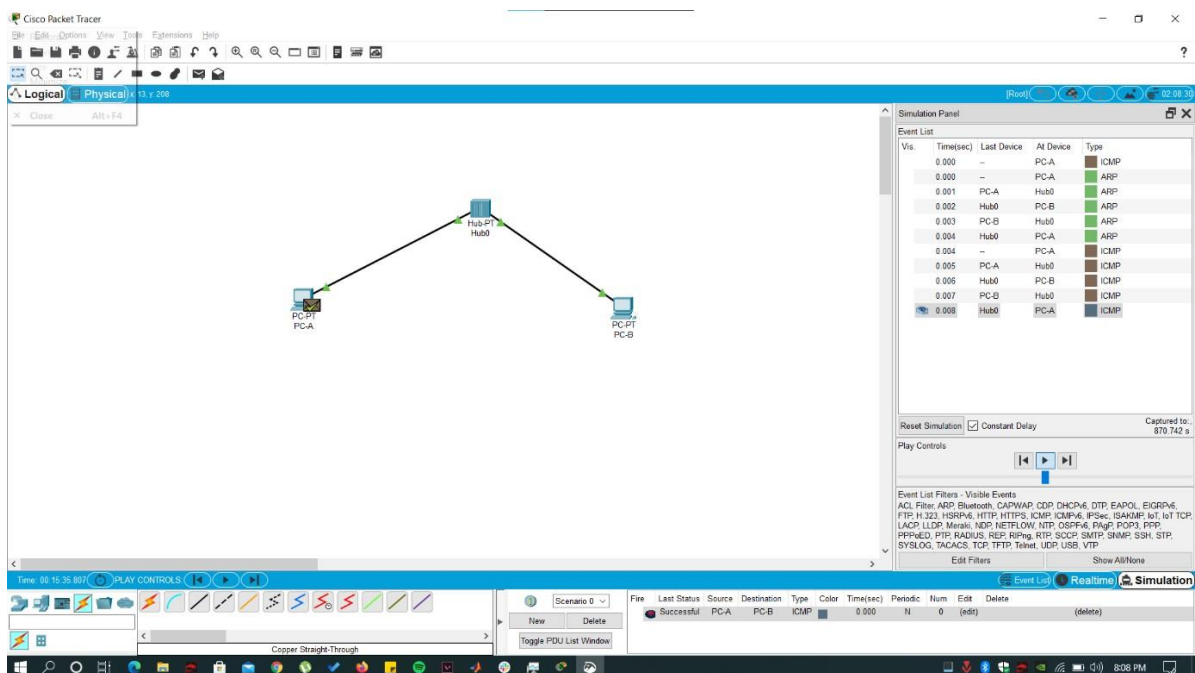 Cisco Packet Tracer
File Edit Options View Tools Extensions Help
?
Logical Physical x: 13, y: 208 [Root] 02:08:30
× Close Alt+F4
Hub-PT
Hub0
PC-PT
PC-A
PC-PT
PC-B
Simulation Panel
Event List
Vis. Time(sec) Last Device At Device Type
0.000 -- PC-A ICMP
0.000 -- PC-A ARP
0.001 PC-A Hub0 ARP
0.002 Hub0 PC-B ARP
0.003 PC-B Hub0 ARP
0.004 Hub0 PC-A ARP
0.004 -- PC-A ICMP
0.005 PC-A Hub0 ICMP
0.006 Hub0 PC-B ICMP
0.007 PC-B Hub0 ICMP
0.008 Hub0 PC-A ICMP
Reset Simulation Constant Delay Captured to:
870.742 s
Play Controls
Event List Filters - Visible Events
ACL Filter, ARP, Bluetooth, CAPWAP, CDP, DHCPv6, DTP, EAPOL, EIGRPv6,
FTP, H.323, HSRPv6, HTTP, HTTPS, ICMP, ICMPv6, IPSec, ISAKMP, IoT, IoT TCP,
LACP, LLDP, Meraki, NDP, NETFLOW, NTP, OSPFv6, PAgP, POP3, PPP,
PPPoED, PTP, RADIUS, REP, RIPng, RTP, SCCP, SMTP, SNMP, SSH, STP,
SYSLOG, TACACS, TCP, TFTP, Telnet, UDP, USB, VTP
Edit Filters Show All/None
Time: 00:15:35.807 PLAY CONTROLS: Event List Realtime Simulation
Copper Straight-Through
Scenario 0
New Delete
Toggle PDU List Window
Fire Last Status Source Destination Type Color Time(sec) Periodic Num Edit Delete
Successful PC-A PC-B ICMP 0.000 N 0 (edit) (delete)
8:08 PM